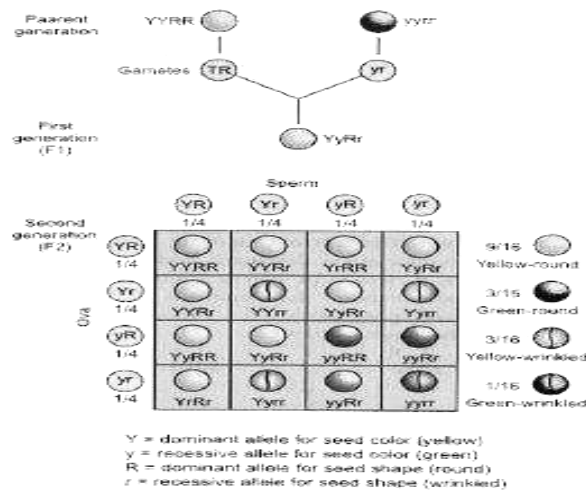 Paarent generation
YYRR
yyrr
Gametes
TR
yr
First generation (F1)
YyRr
Sperm
YR Yr yR yr
1/4 1/4 1/4 1/4
Second generation (F2)
Ova
YR 1/4
YYRR YYRr YrRR YyRr
Yr 1/4
YYRr YYrr YyRr Yyrr
yR 1/4
YyRR YyRr yyRR yyRr
yr 1/4
YrRr Yyrr yyRr yyrr
9/16
Yellow-round
3/16
Green-round
3/16
Yellow-wrinkled
1/16
Green-wrinkled
Y = dominant allele for seed color (yellow)
y = recessive allele for seed color (green)
R = dominant allele for seed shape (round)
r = recessive allele for seed shape (wrinkled)